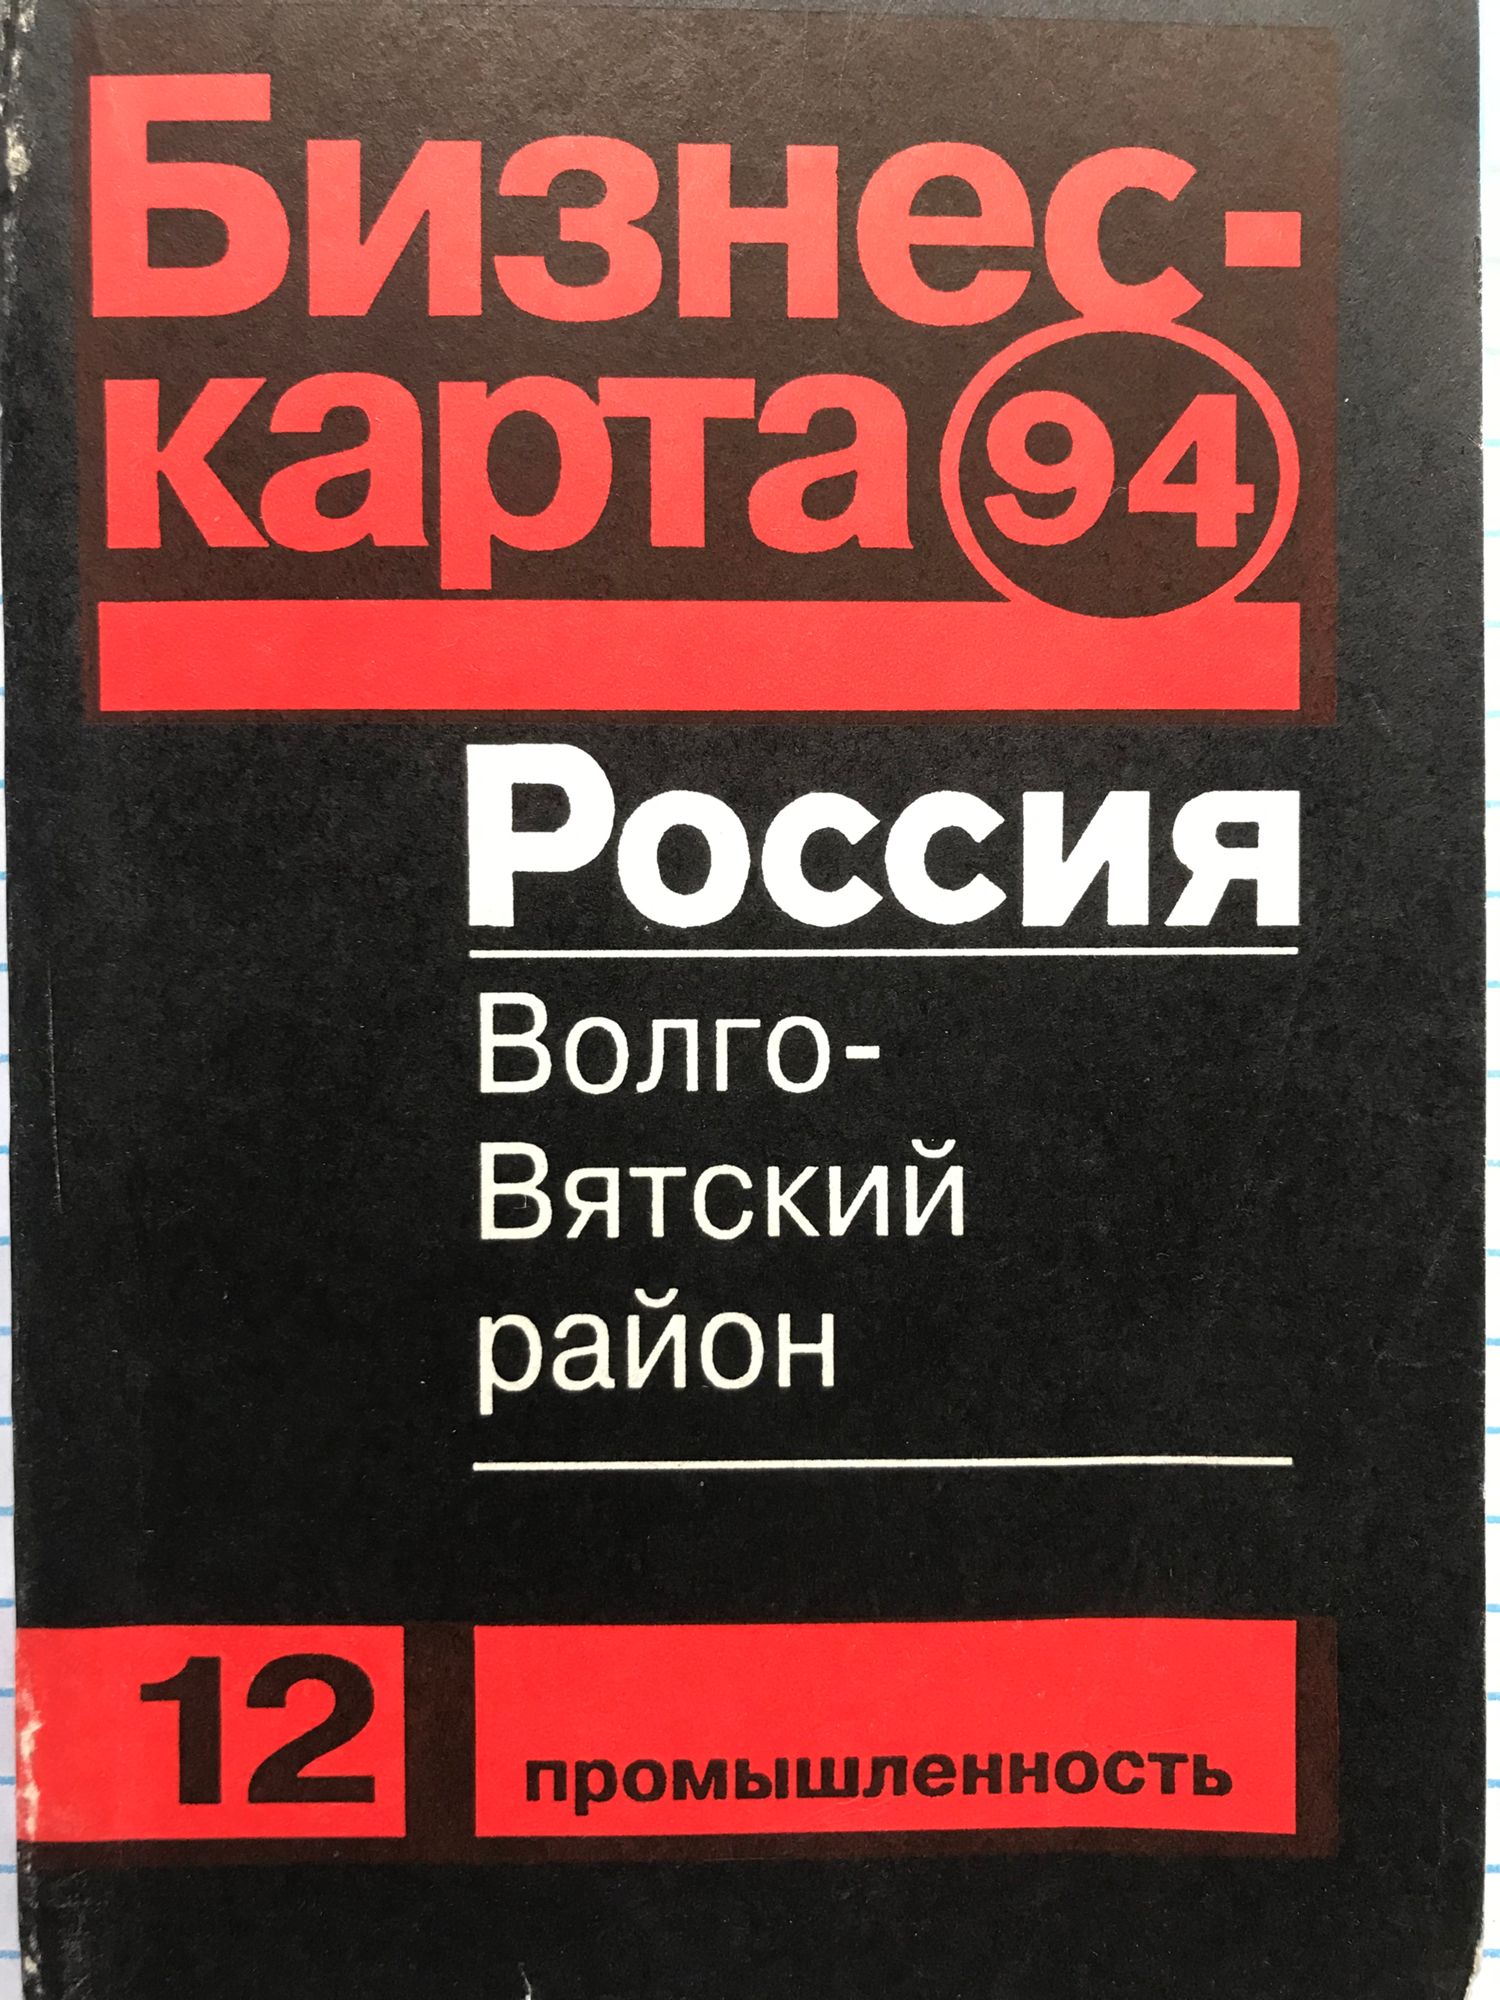 Бизнес-
карта 94
Россия
Волго-
Вятский
район
12 промышленность